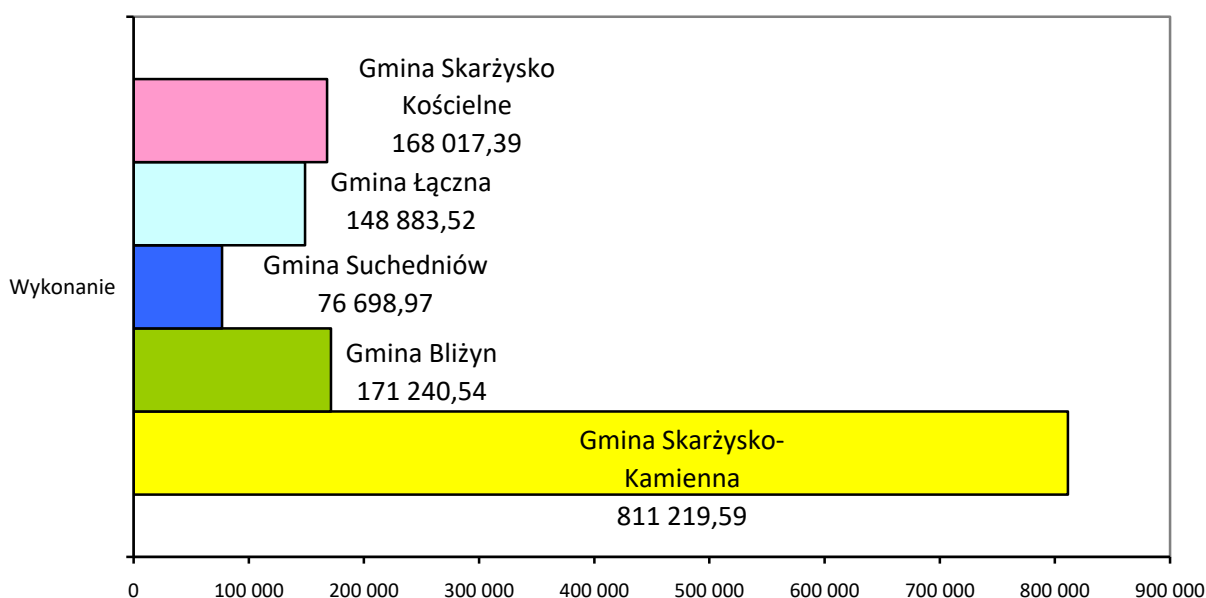 Gmina Skarżysko
Kościelne
168 017,39
Gmina Łączna
148 883,52
Gmina Suchedniów
76 698,97
Wykonanie
Gmina Bliżyn
171 240,54
Gmina Skarżysko-
Kamienna
811 219,59
0 100 000 200 000 300 000 400 000 500 000 600 000 700 000 800 000 900 000